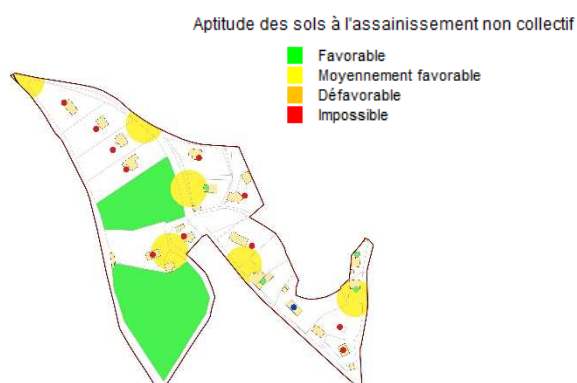 Aptitude des sols à l'assainissement non collectif
Favorable
Moyennement favorable
Défavorable
Impossible